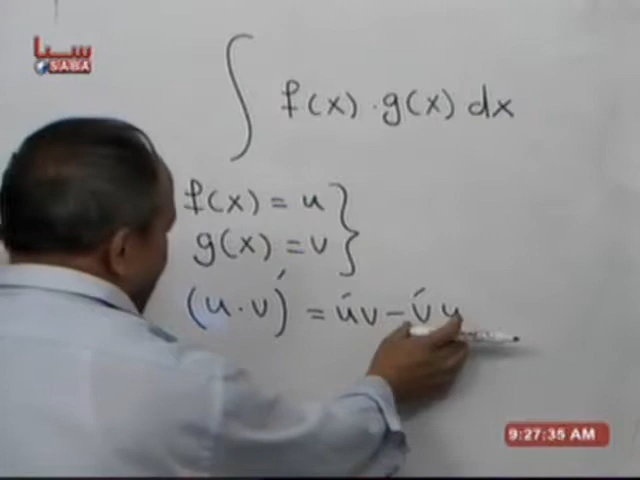 سبأ
SABA
∫ f(x) · g(x) dx
f(x) = u
g(x) = v }
(u · v)′ = u′v − v′u
9:27:35 AM